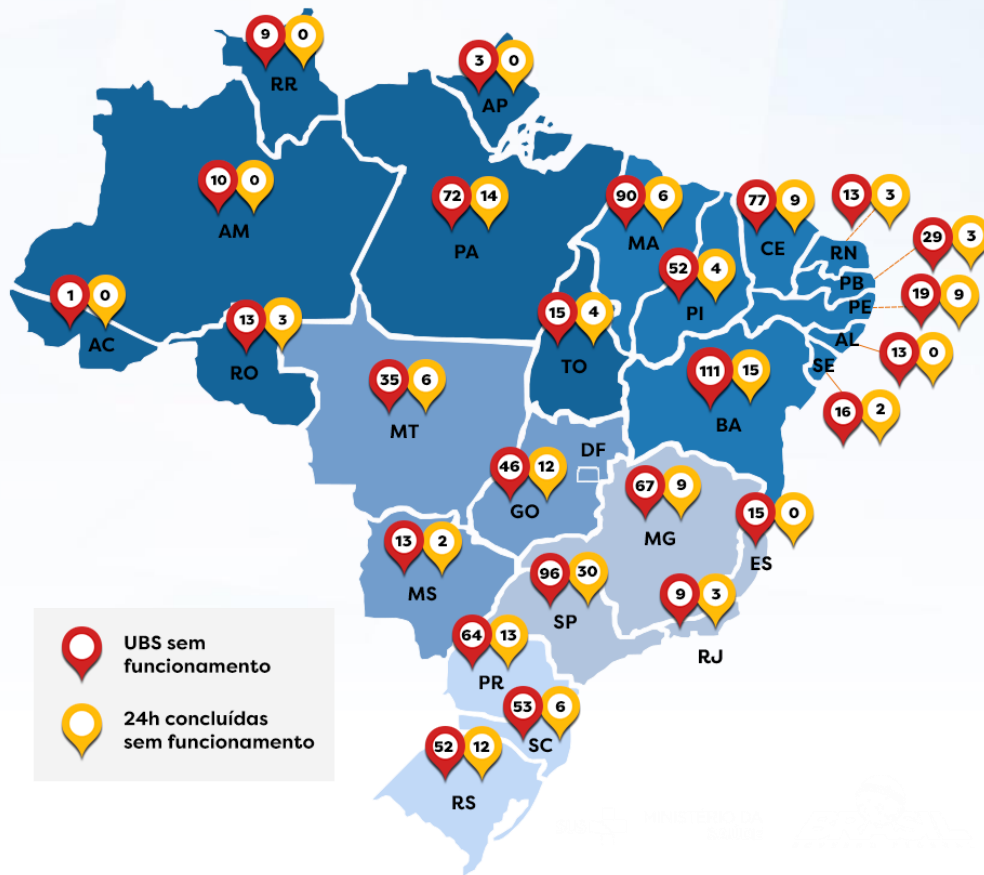 9 0
RR
3 0
AP
10 0
AM
72 14
PA
90 6
MA
77 9
CE
13 3
RN
29 3
PB
52 4
PI
19 9
PE
1 0
AC
13 3
RO
15 4
TO
13 0
AL
16 2
SE
35 6
MT
111 15
BA
DF
46 12
GO
67 9
MG
15 0
ES
13 2
MS
96 30
SP
9 3
RJ
64 13
PR
53 6
SC
52 12
RS
UBS sem
funcionamento
24h concluídas
sem funcionamento